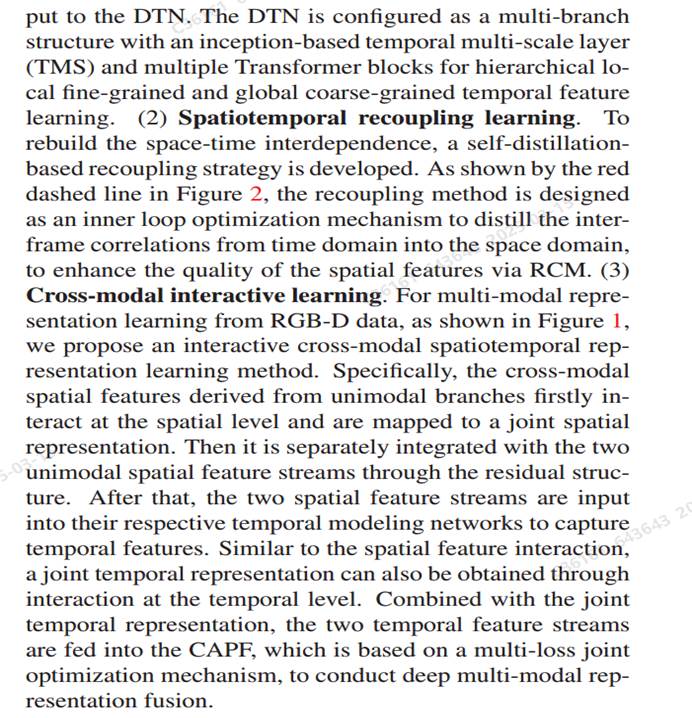 put to the DTN. The DTN is configured as a multi-branch
structure with an inception-based temporal multi-scale layer
(TMS) and multiple Transformer blocks for hierarchical lo-
cal fine-grained and global coarse-grained temporal feature
learning. (2) Spatiotemporal recoupling learning. To
rebuild the space-time interdependence, a self-distillation-
based recoupling strategy is developed. As shown by the red
dashed line in Figure 2, the recoupling method is designed
as an inner loop optimization mechanism to distill the inter-
frame correlations from time domain into the space domain,
to enhance the quality of the spatial features via RCM. (3)
Cross-modal interactive learning. For multi-modal repre-
sentation learning from RGB-D data, as shown in Figure 1,
we propose an interactive cross-modal spatiotemporal rep-
resentation learning method. Specifically, the cross-modal
spatial features derived from unimodal branches firstly in-
teract at the spatial level and are mapped to a joint spatial
representation. Then it is separately integrated with the two
unimodal spatial feature streams through the residual struc-
ture. After that, the two spatial feature streams are input
into their respective temporal modeling networks to capture
temporal features. Similar to the spatial feature interaction,
a joint temporal representation can also be obtained through
interaction at the temporal level. Combined with the joint
temporal representation, the two temporal feature streams
are fed into the CAPF, which is based on a multi-loss joint
optimization mechanism, to conduct deep multi-modal rep-
resentation fusion.